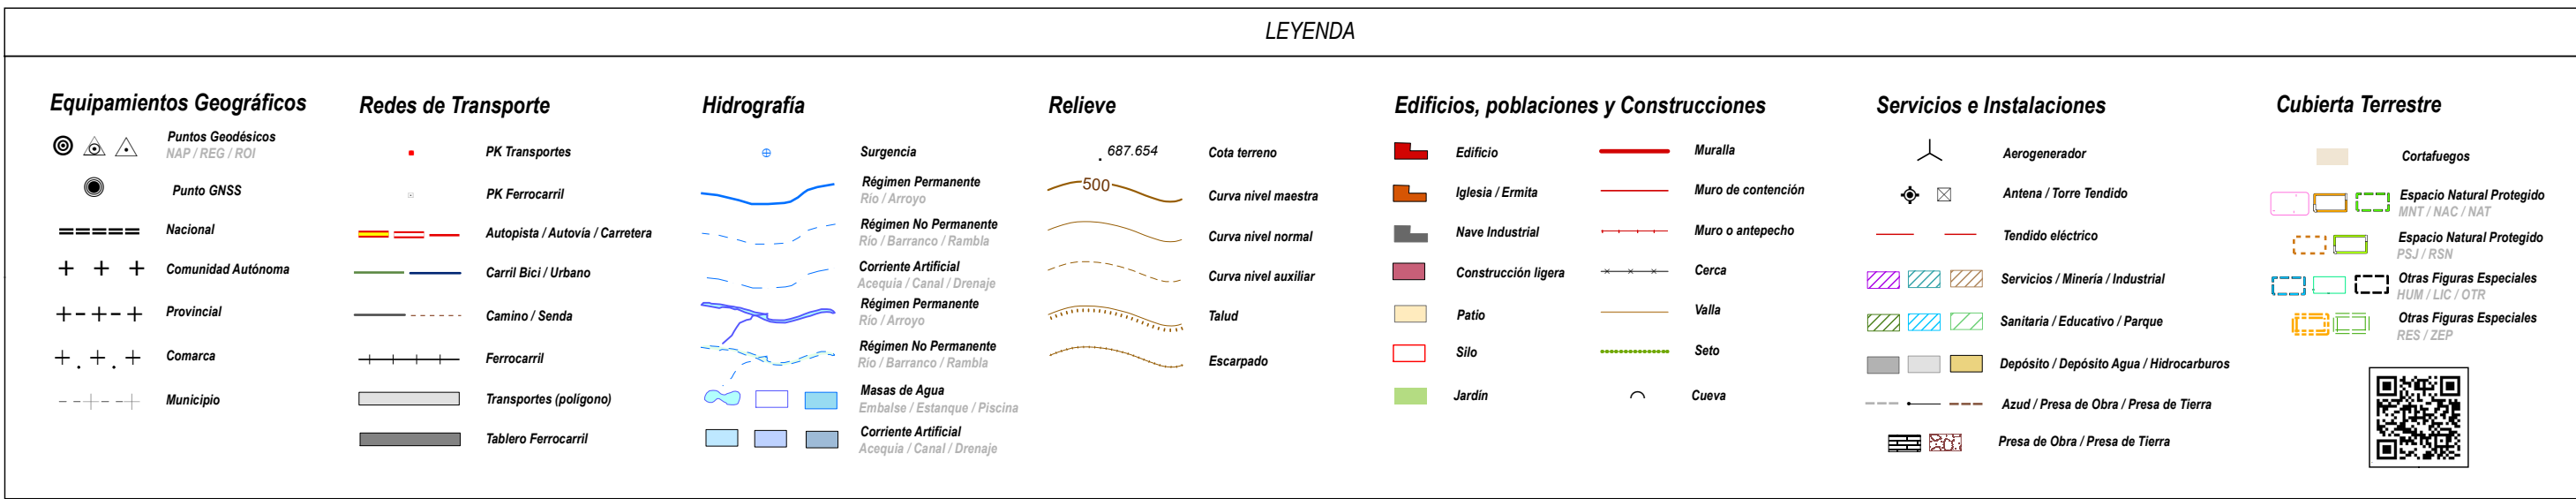 LEYENDA
Equipamientos Geográficos
Puntos Geodésicos
NAP / REG / ROI
Punto GNSS
Nacional
Comunidad Autónoma
Provincial
Comarca
Municipio
Redes de Transporte
PK Transportes
PK Ferrocarril
Autopista / Autovía / Carretera
Carril Bici / Urbano
Camino / Senda
Ferrocarril
Transportes (polígono)
Tablero Ferrocarril
Hidrografía
Surgencia
Régimen Permanente
Río / Arroyo
Régimen No Permanente
Río / Barranco / Rambla
Corriente Artificial
Acequia / Canal / Drenaje
Régimen Permanente
Río / Arroyo
Régimen No Permanente
Río / Barranco / Rambla
Masas de Agua
Embalse / Estanque / Piscina
Corriente Artificial
Acequia / Canal / Drenaje
Relieve
687.654 Cota terreno
500 Curva nivel maestra
Curva nivel normal
Curva nivel auxiliar
Talud
Escarpado
Edificios, poblaciones y Construcciones
Edificio
Iglesia / Ermita
Nave Industrial
Construcción ligera
Patio
Silo
Jardín
Muralla
Muro de contención
Muro o antepecho
Cerca
Valla
Seto
Cueva
Servicios e Instalaciones
Aerogenerador
Antena / Torre Tendido
Tendido eléctrico
Servicios / Minería / Industrial
Sanitaria / Educativo / Parque
Depósito / Depósito Agua / Hidrocarburos
Azud / Presa de Obra / Presa de Tierra
Presa de Obra / Presa de Tierra
Cubierta Terrestre
Cortafuegos
Espacio Natural Protegido
MNT / NAC / NAT
Espacio Natural Protegido
PSJ / RSN
Otras Figuras Especiales
HUM / LIC / OTR
Otras Figuras Especiales
RES / ZEP